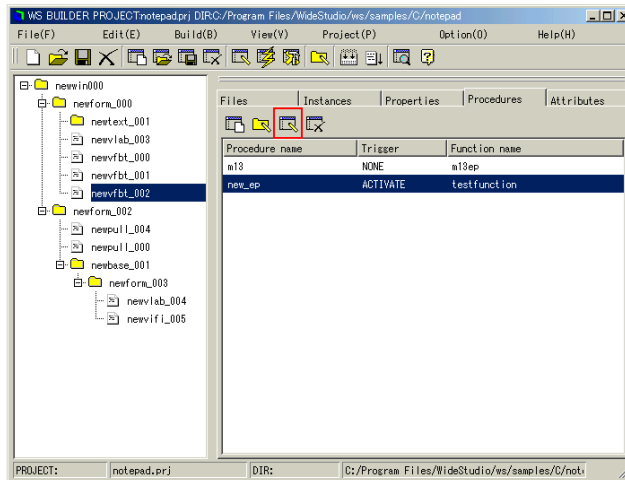 WS BUILDER PROJECT:notepad.prj DIR:C:/Program Files/WideStudio/ws/samples/C/notepad
File(F) Edit(E) Build(B) View(V) Project(P) Option(O) Help(H)
newwin000
newform_000
newtext_001
newvlab_003
newvfbt_000
newvfbt_001
newvfbt_002
newform_002
newpull_004
newpull_000
newbase_001
newform_003
newvlab_004
newvifi_005
Files Instances Properties Procedures Attributes
Procedure name Trigger Function name
m13 NONE m13ep
new_ep ACTIVATE testfunction
PROJECT: notepad.prj DIR: C:/Program Files/WideStudio/ws/samples/C/not